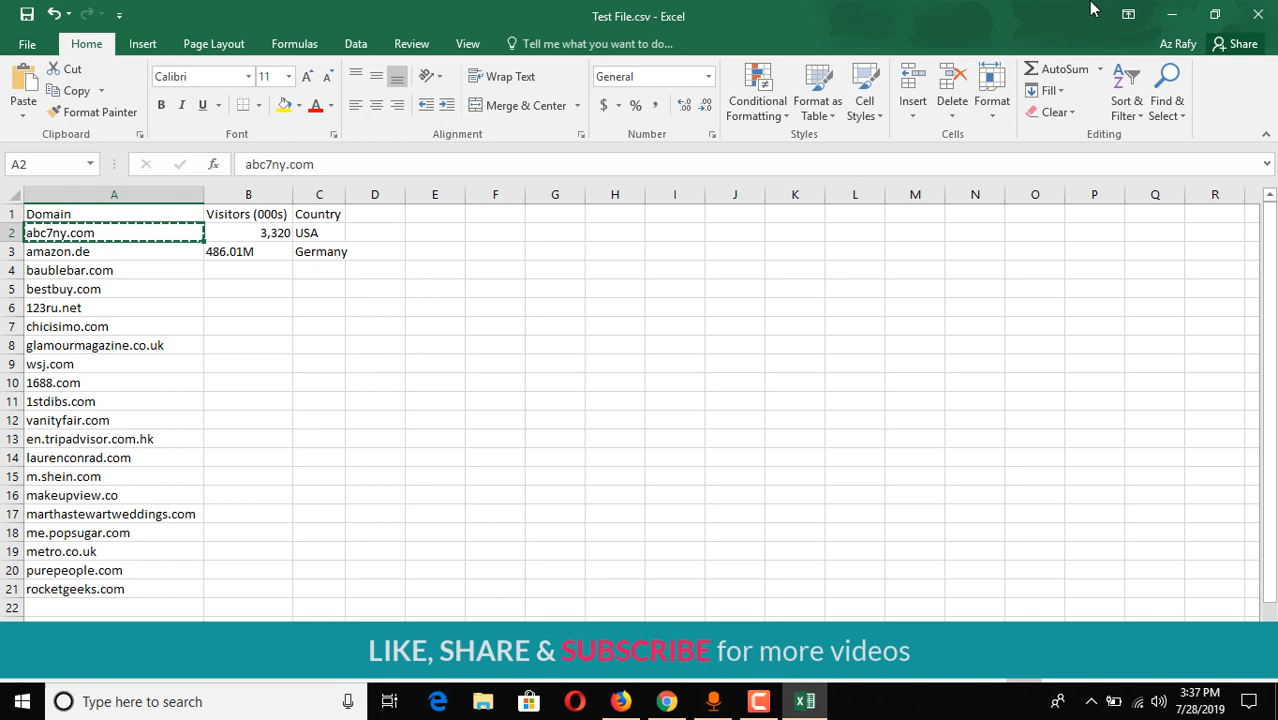 Test File.csv - Excel
File Home Insert Page Layout Formulas Data Review View Tell me what you want to do... Az Rafy Share
Paste Cut Copy Format Painter
Calibri 11 A A B I U A
Wrap Text Merge & Center
General $ % ,
Conditional Formatting Format as Table Cell Styles
Insert Delete Format
AutoSum Fill Clear Sort & Filter Find & Select
Clipboard Font Alignment Number Styles Cells Editing
A2 fx abc7ny.com
A B C D E F G H I J K L M N O P Q R
1 Domain Visitors (000s) Country
2 abc7ny.com 3,320 USA
3 amazon.de 486.01M Germany
4 baublebar.com
5 bestbuy.com
6 123ru.net
7 chicisimo.com
8 glamourmagazine.co.uk
9 wsj.com
10 1688.com
11 1stdibs.com
12 vanityfair.com
13 en.tripadvisor.com.hk
14 laurenconrad.com
15 m.shein.com
16 makeupview.co
17 marthastewartweddings.com
18 me.popsugar.com
19 metro.co.uk
20 purepeople.com
21 rocketgeeks.com
22
LIKE, SHARE & SUBSCRIBE for more videos
Type here to search
3:37 PM
7/28/2019